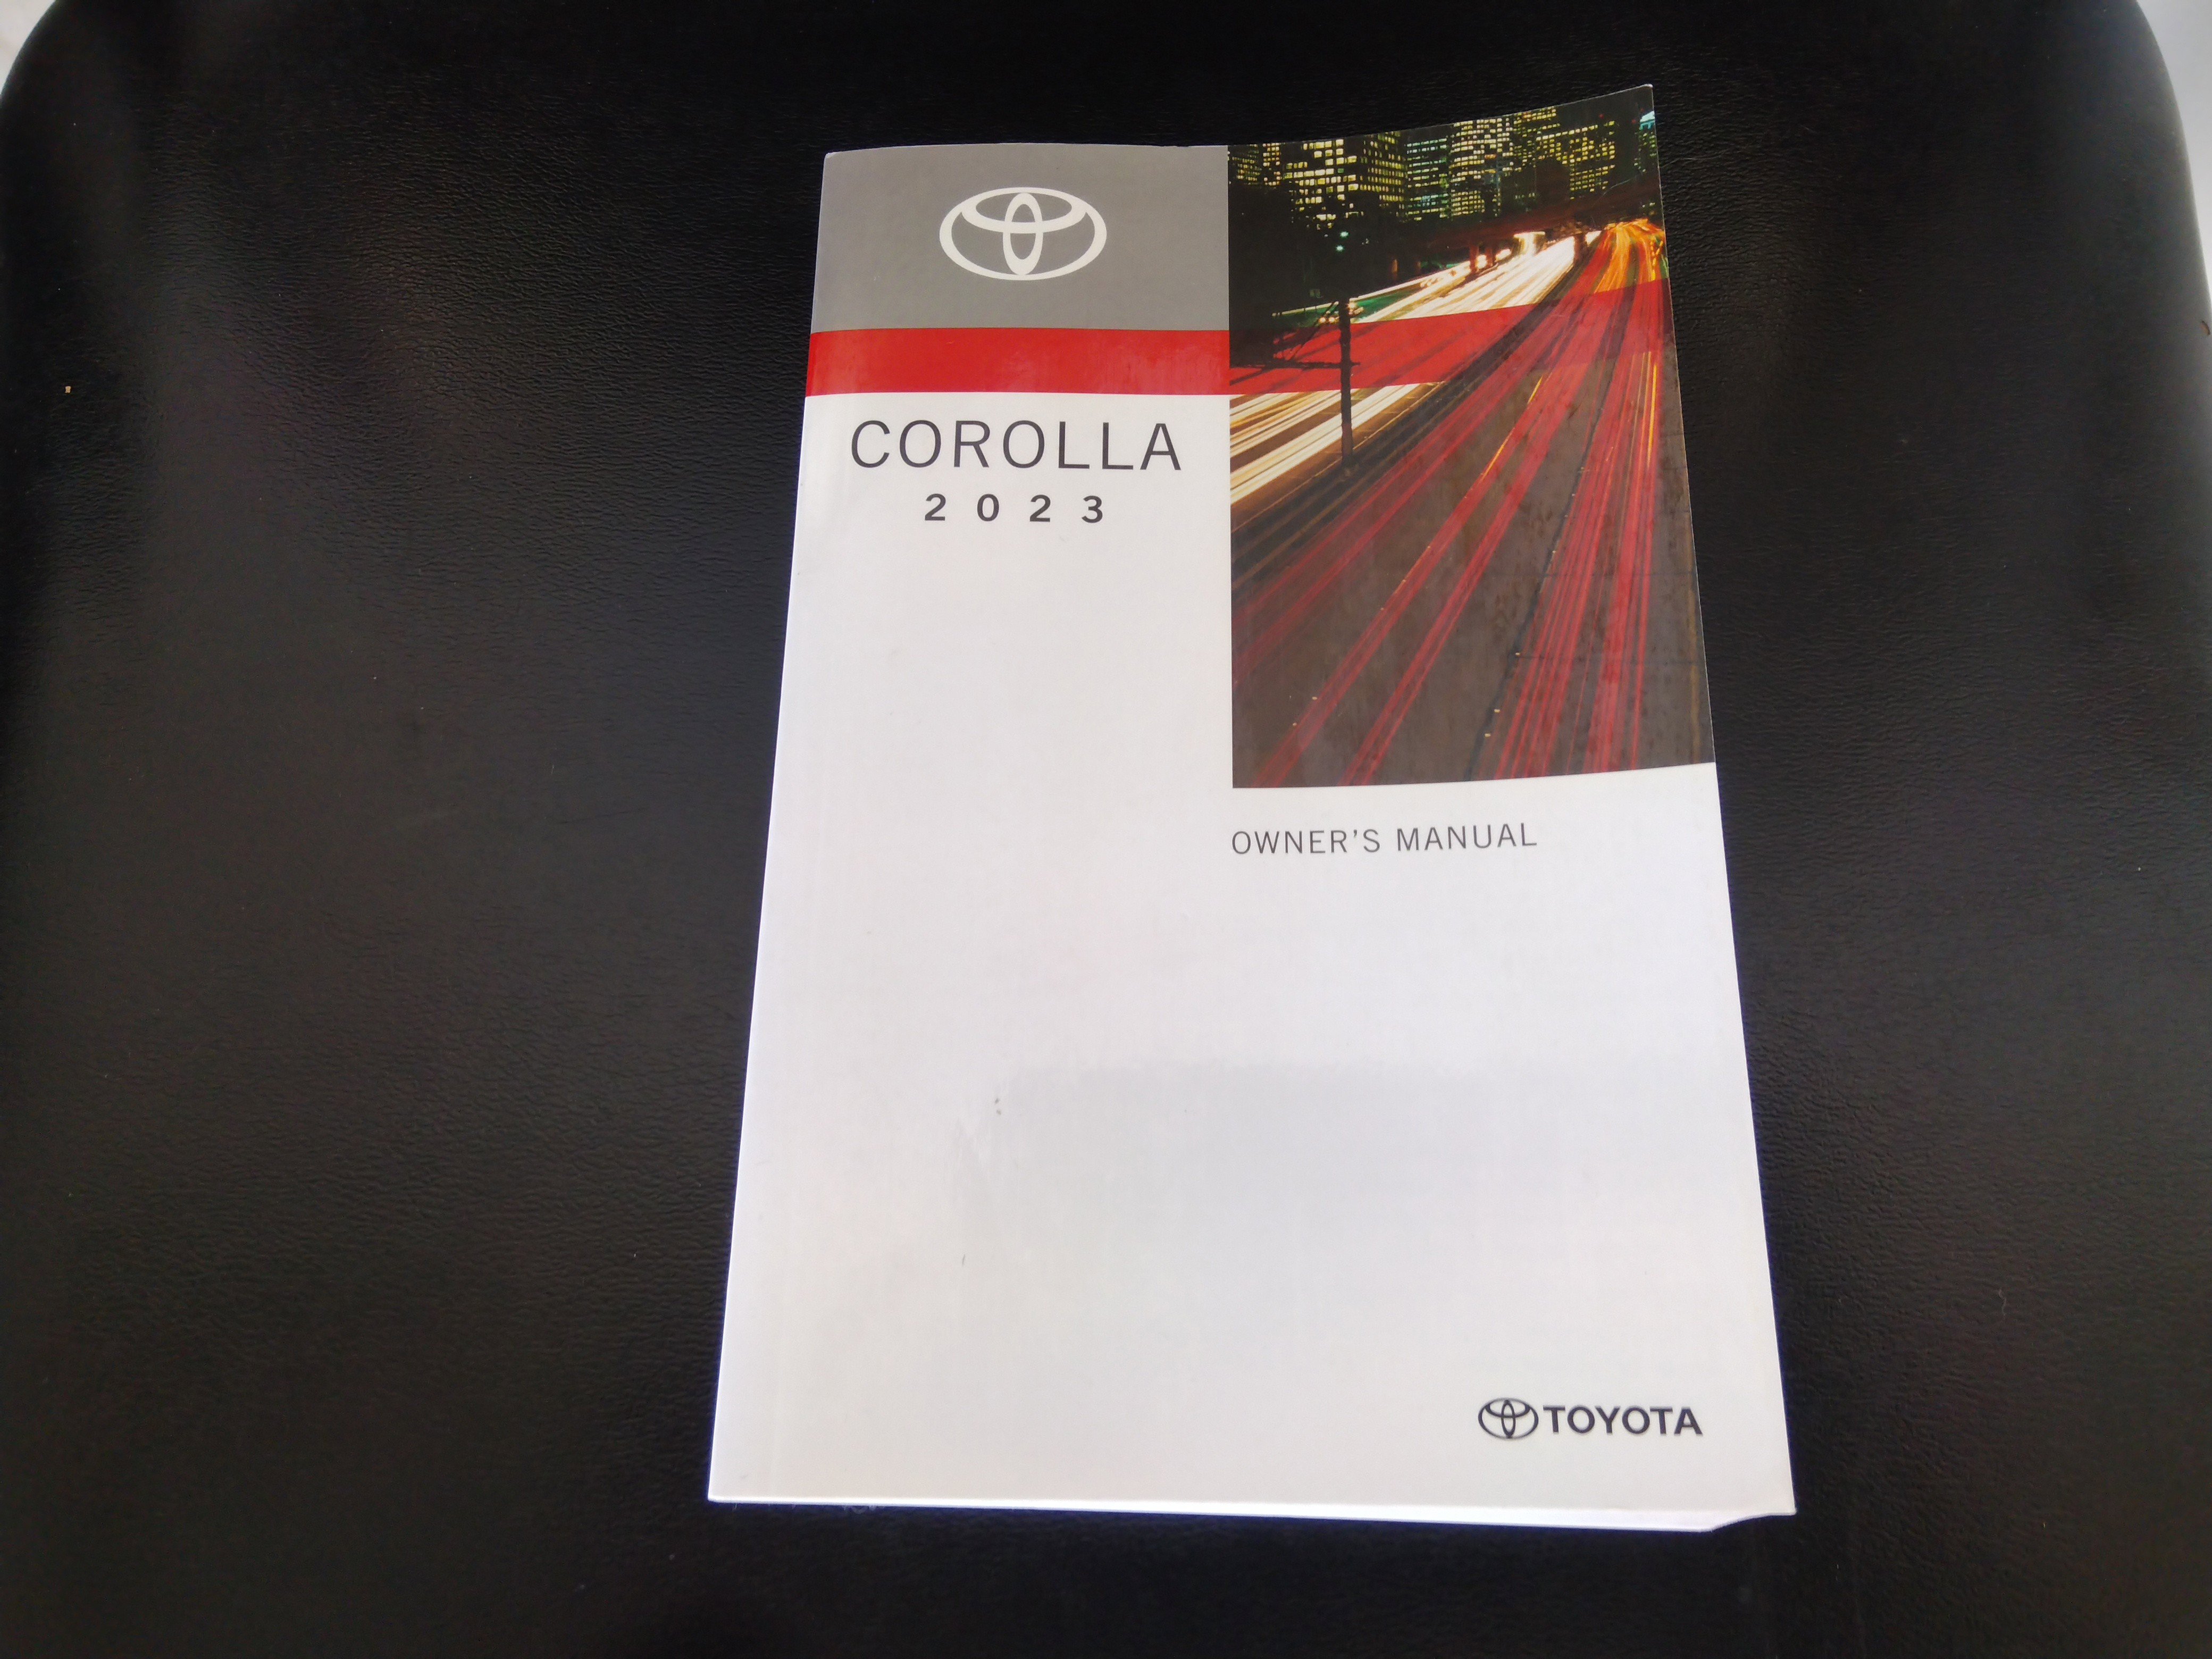 COROLLA
2023
OWNER'S MANUAL
TOYOTA